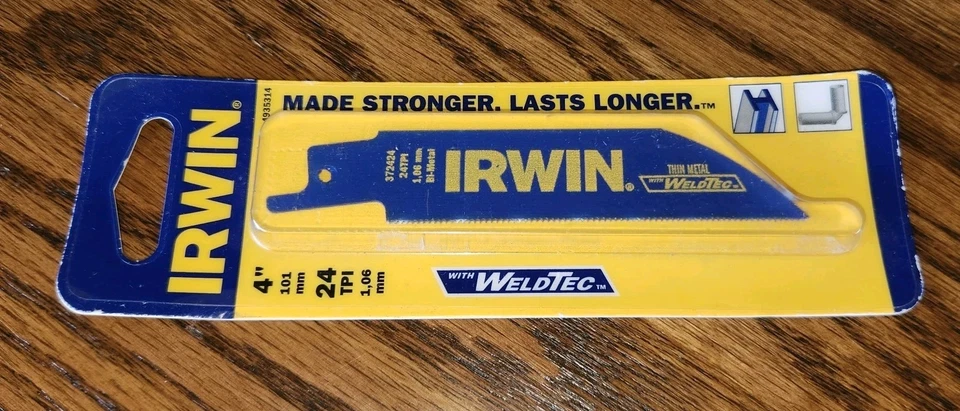 IRWIN®
1935314
MADE STRONGER. LASTS LONGER.™
372424
24TPI
1,06 mm
Bi-Metal
IRWIN®
THIN METAL
WITH WELDTEC™
4"
101
mm
24
TPI
1,06
mm
WITH WELDTEC™